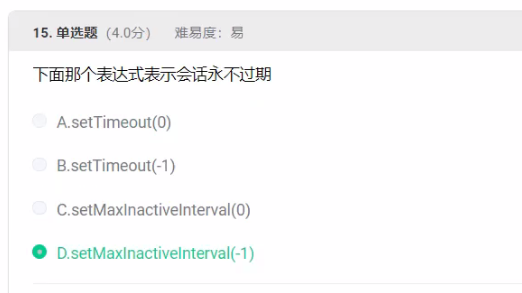 15. 单选题（4.0分） 难易度：易
下面那个表达式表示会话永不过期
A.setTimeout(0)
B.setTimeout(-1)
C.setMaxInactiveInterval(0)
D.setMaxInactiveInterval(-1)